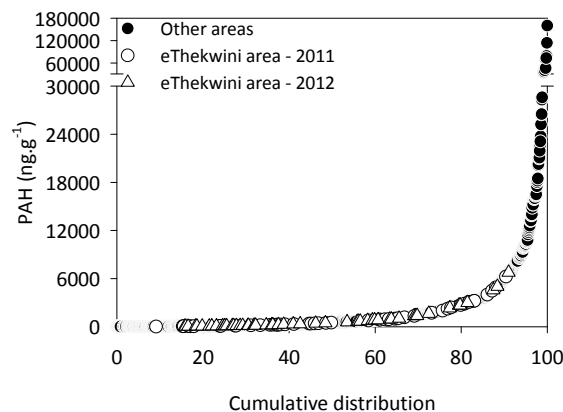 180000
120000
60000
30000
24000
18000
12000
6000
0
PAH (ng.g-1)
Other areas
eThekwini area - 2011
eThekwini area - 2012
0 20 40 60 80 100
Cumulative distribution